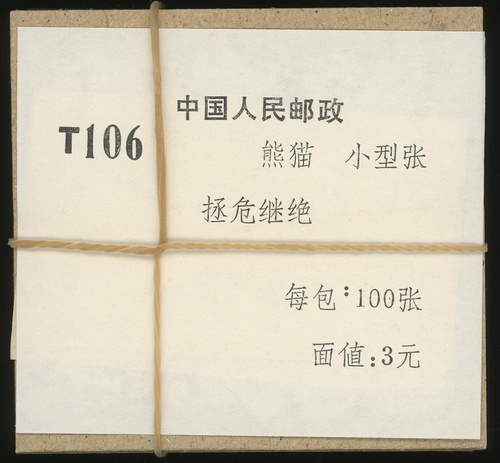 中国人民邮政
T106
熊猫 小型张
拯危继绝
每包:100张
面值:3元